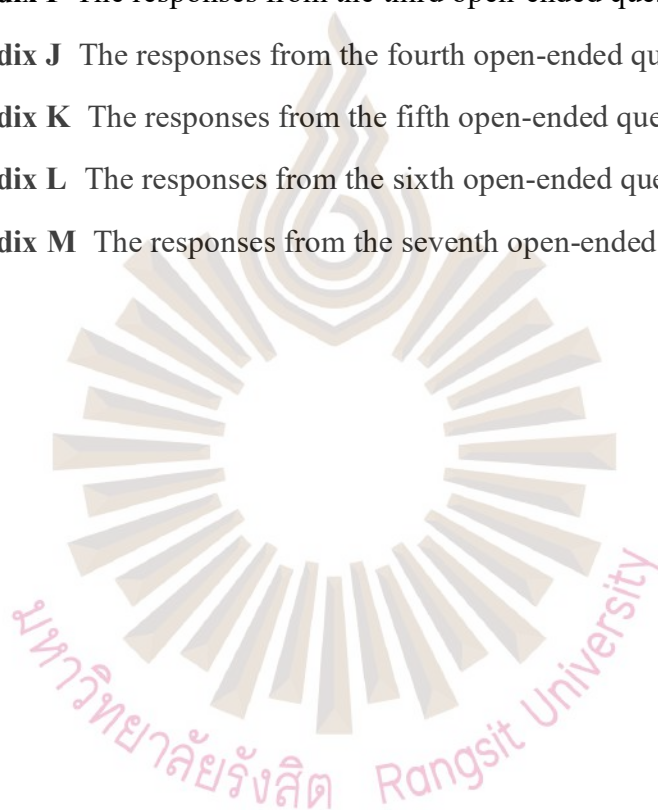 dix J The responses from the fourth open-ended qu
dix K The responses from the fifth open-ended que
dix L The responses from the sixth open-ended que
dix M The responses from the seventh open-ended
มหาวิทยาลัยรังสิต Rangsit University